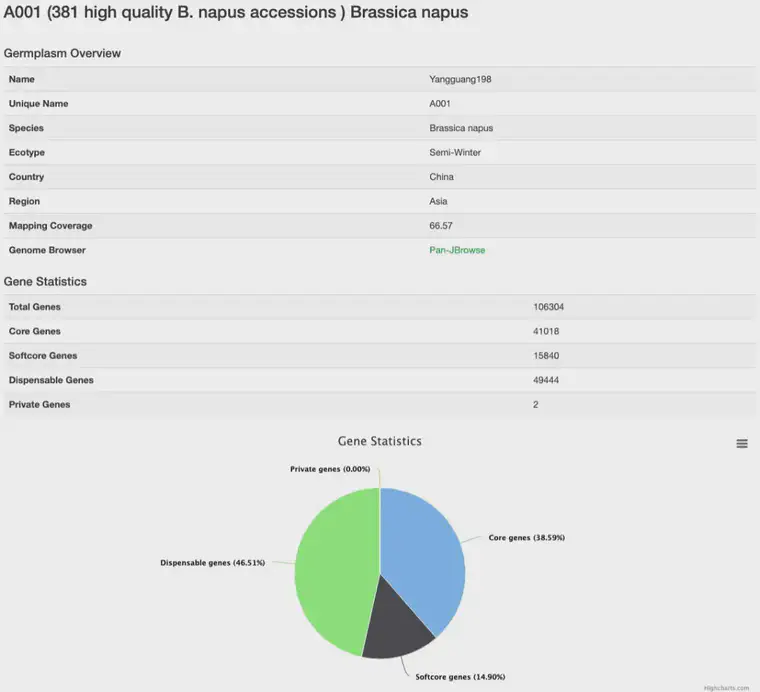 A001 (381 high quality B. napus accessions ) Brassica napus
Germplasm Overview
Name Yangguang198
Unique Name A001
Species Brassica napus
Ecotype Semi-Winter
Country China
Region Asia
Mapping Coverage 66.57
Genome Browser Pan-JBrowse
Gene Statistics
Total Genes 106304
Core Genes 41018
Softcore Genes 15840
Dispensable Genes 49444
Private Genes 2
Gene Statistics
Private genes (0.00%)
Core genes (38.59%)
Dispensable genes (46.51%)
Softcore genes (14.90%)
Highcharts.com